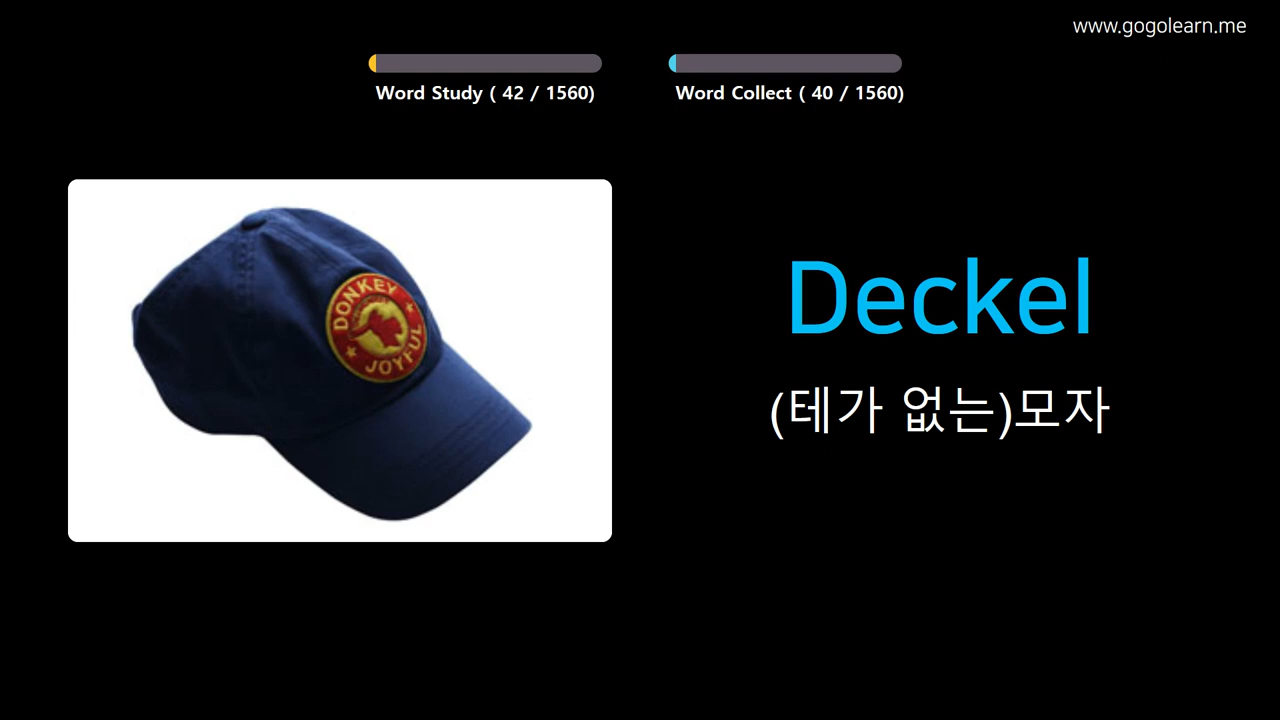 www.gogolearn.me
Word Study ( 42 / 1560)
Word Collect ( 40 / 1560)
DONKEY
JOYFUL
Deckel
(테가 없는)모자